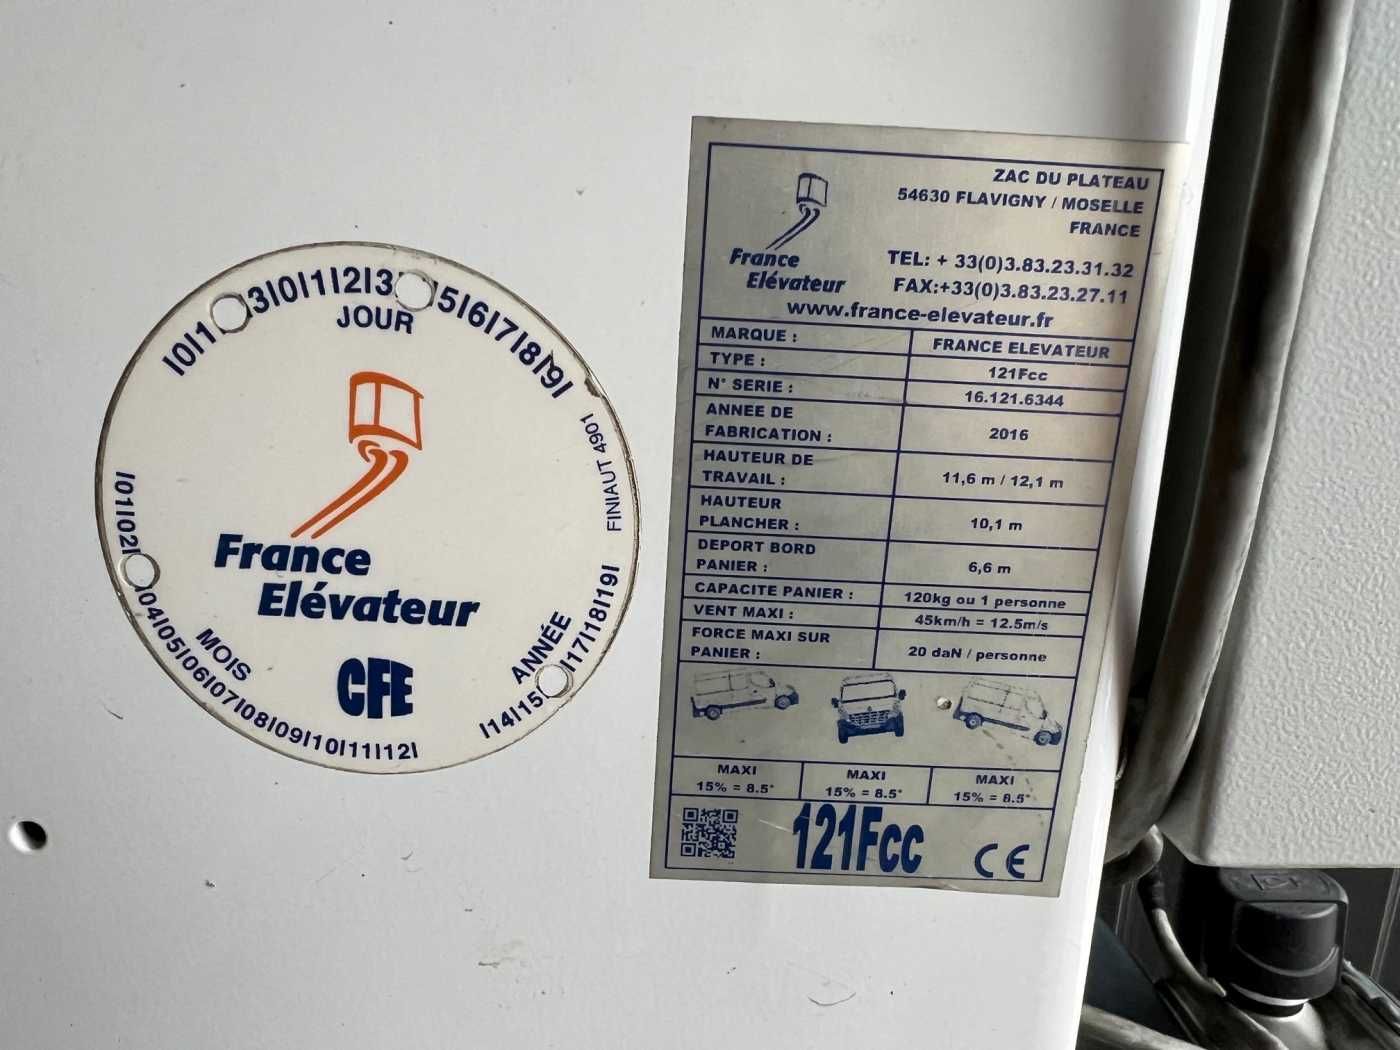 |0|1 3|0|1|2|3 5|6|7|8|9|
JOUR
FINIAUT 4901
France
Elévateur
CFE
|01|02| 04|05|06|07|08|09|10|11|12|
MOIS
ANNÉE
|14|15 |17|18|19|
ZAC DU PLATEAU
54630 FLAVIGNY / MOSELLE
FRANCE
France
Elévateur
TEL: + 33(0)3.83.23.31.32
FAX:+33(0)3.83.23.27.11
www.france-elevateur.fr
MARQUE : FRANCE ELEVATEUR
TYPE : 121Fcc
N° SERIE : 16.121.6344
ANNEE DE
FABRICATION : 2016
HAUTEUR DE
TRAVAIL : 11,6 m / 12,1 m
HAUTEUR
PLANCHER : 10,1 m
DEPORT BORD
PANIER : 6,6 m
CAPACITE PANIER : 120kg ou 1 personne
VENT MAXI : 45km/h = 12.5m/s
FORCE MAXI SUR
PANIER : 20 daN / personne
MAXI MAXI MAXI
15% = 8.5° 15% = 8.5° 15% = 8.5°
121Fcc CE